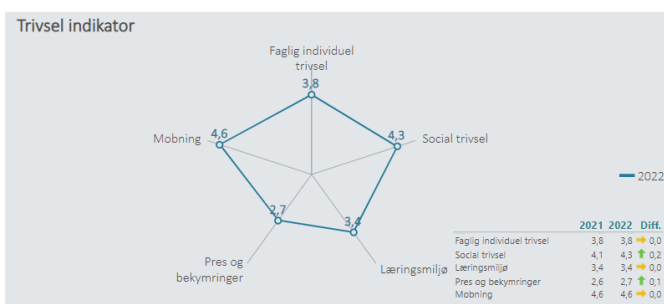 Trivsel indikator
Faglig individuel
trivsel
3,8
4,6
4,3
Mobning
Social trivsel
2022
2,7
3,4
Pres og
bekymringer
Læringsmiljø
2021 2022 Diff.
Faglig individuel trivsel 3,8 3,8 0,0
Social trivsel 4,1 4,3 0,2
Læringsmiljø 3,4 3,4 0,0
Pres og bekymringer 2,6 2,7 0,1
Mobning 4,6 4,6 0,0